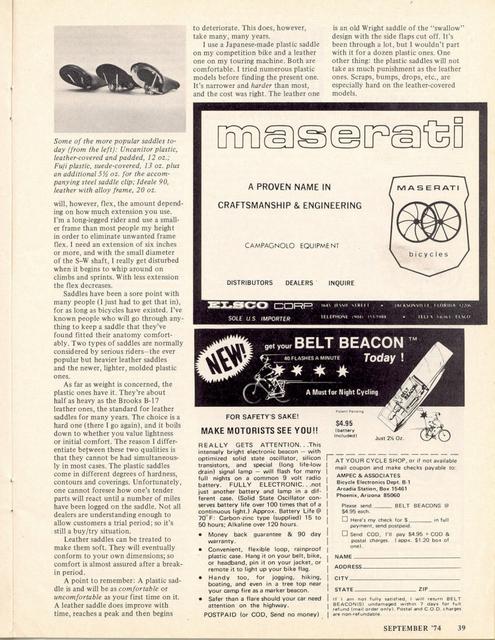 Some of the more popular saddles to-
day (from the left): Unicanitor plastic,
leather-covered and padded, 12 oz.;
Fuji plastic, suede-covered, 13 oz. plus
an additional 5½ oz. for the accom-
panying steel saddle clip; Ideale 90,
leather with alloy frame, 20 oz.
will, however, flex, the amount depend-
ing on how much extension you use.
I'm a long-legged rider and use a small-
er frame than most people my height
in order to eliminate unwanted frame
flex. I need an extension of six inches
or more, and with the small diameter
of the S-W shaft, I really get disturbed
when it begins to whip around on
climbs and sprints. With less extension
the flex decreases.
Saddles have been a sore point with
many people (I just had to get that in),
for as long as bicycles have existed. I've
known people who will go through any-
thing to keep a saddle that they've
found fitted their anatomy comfort-
ably. Two types of saddles are normally
considered by serious riders—the ever
popular but heavier leather saddles
and the newer, lighter, molded plastic
ones.
As far as weight is concerned, the
plastic ones have it. They're about
half as heavy as the Brooks B-17
leather ones, the standard for leather
saddles for many years. The choice is a
hard one (there I go again), and it boils
down to whether you value lightness
or initial comfort. The reason I differ-
entiate between these two qualities is
that they cannot be had simultaneous-
ly in most cases. The plastic saddles
come in different degrees of hardness,
contours and coverings. Unfortunately,
one cannot foresee how one's tender
parts will react until a number of miles
have been logged on the saddle. Not all
dealers are understanding enough to
allow customers a trial period; so it's
still a buy/try situation.
Leather saddles can be treated to
make them soft. They will eventually
conform to your own dimensions; so
comfort is almost assured after a break-
in period.
A point to remember: A plastic sad-
dle is and will be as comfortable or
uncomfortable as your first time on it.
A leather saddle does improve with
time, reaches a peak and then begins
to deteriorate. This does, however,
take many, many years.
I use a Japanese-made plastic saddle
on my competition bike and a leather
one on my touring machine. Both are
comfortable. I tried numerous plastic
models before finding the present one.
It's narrower and harder than most,
and the cost was right. The leather one
is an old Wright saddle of the "swallow"
design with the side flaps cut off. It's
been through a lot, but I wouldn't part
with it for a dozen plastic ones. One
other thing: the plastic saddles will not
take as much punishment as the leather
ones. Scraps, bumps, drops, etc., are
especially hard on the leather-covered
models.
maserati
A PROVEN NAME IN
CRAFTSMANSHIP & ENGINEERING
CAMPAGNOLO EQUIPMENT
DISTRIBUTORS DEALERS INQUIRE
MASERATI
bicycles
ELSCO CORP
SOLE U.S. IMPORTER
JACKSONVILLE, FLORIDA
NEW!
get your BELT BEACON™
40 FLASHES A MINUTE
Today !
A Must for Night Cycling
Patent Pending
$4.95
(battery
included)
Just 2¾ Oz.
FOR SAFETY'S SAKE!
MAKE MOTORISTS SEE YOU!!
REALLY GETS ATTENTION...This
intensely bright electronic beacon — with
optimized solid state oscillator, silicon
transistors, and special (long life-low
drain) signal lamp — will flash for many
full nights on a common 9 volt radio
battery. FULLY ELECTRONIC...not
just another battery and lamp in a dif-
ferent case. (Solid State Oscillator con-
serves battery life over 100 times that of a
continuous light.) Approx. Battery Life @
70°F: Carbon-zinc type (supplied) 15 to
50 hours; Alkaline over 120 hours.
• Money back guarantee & 90 day
warranty.
• Convenient, flexible loop, rainproof
plastic case. Hang it on your belt, bike,
or headband, pin it on your jacket, or
remote it to light up your bike flag.
• Handy too, for jogging, hiking,
boating, and even in a tree top near
your camp fire as a marker beacon.
• Safer than a flare should your car need
attention on the highway.
POSTPAID (or COD, Send no money)
AT YOUR CYCLE SHOP, or if not available
mail coupon and make checks payable to:
AMPEC & ASSOCIATES
Bicycle Electronics Dept. B-1
Arcadia Station, Box 15461
Phoenix, Arizona 85060
Please send BELT BEACONS @
$4.95 each.
Here's my check for $ in full
payment, send postpaid.
Send COD, I'll pay $4.95 + COD &
postal charges. (appx. $1.20 box of
one).
NAME
ADDRESS
CITY
STATE ZIP
If I am not fully satisfied, I will return BELT
BEACON(S) undamaged within 7 days for full
refund (mail order only). Postal and C.O.D. charges
are non-refundable.
SEPTEMBER '74 39